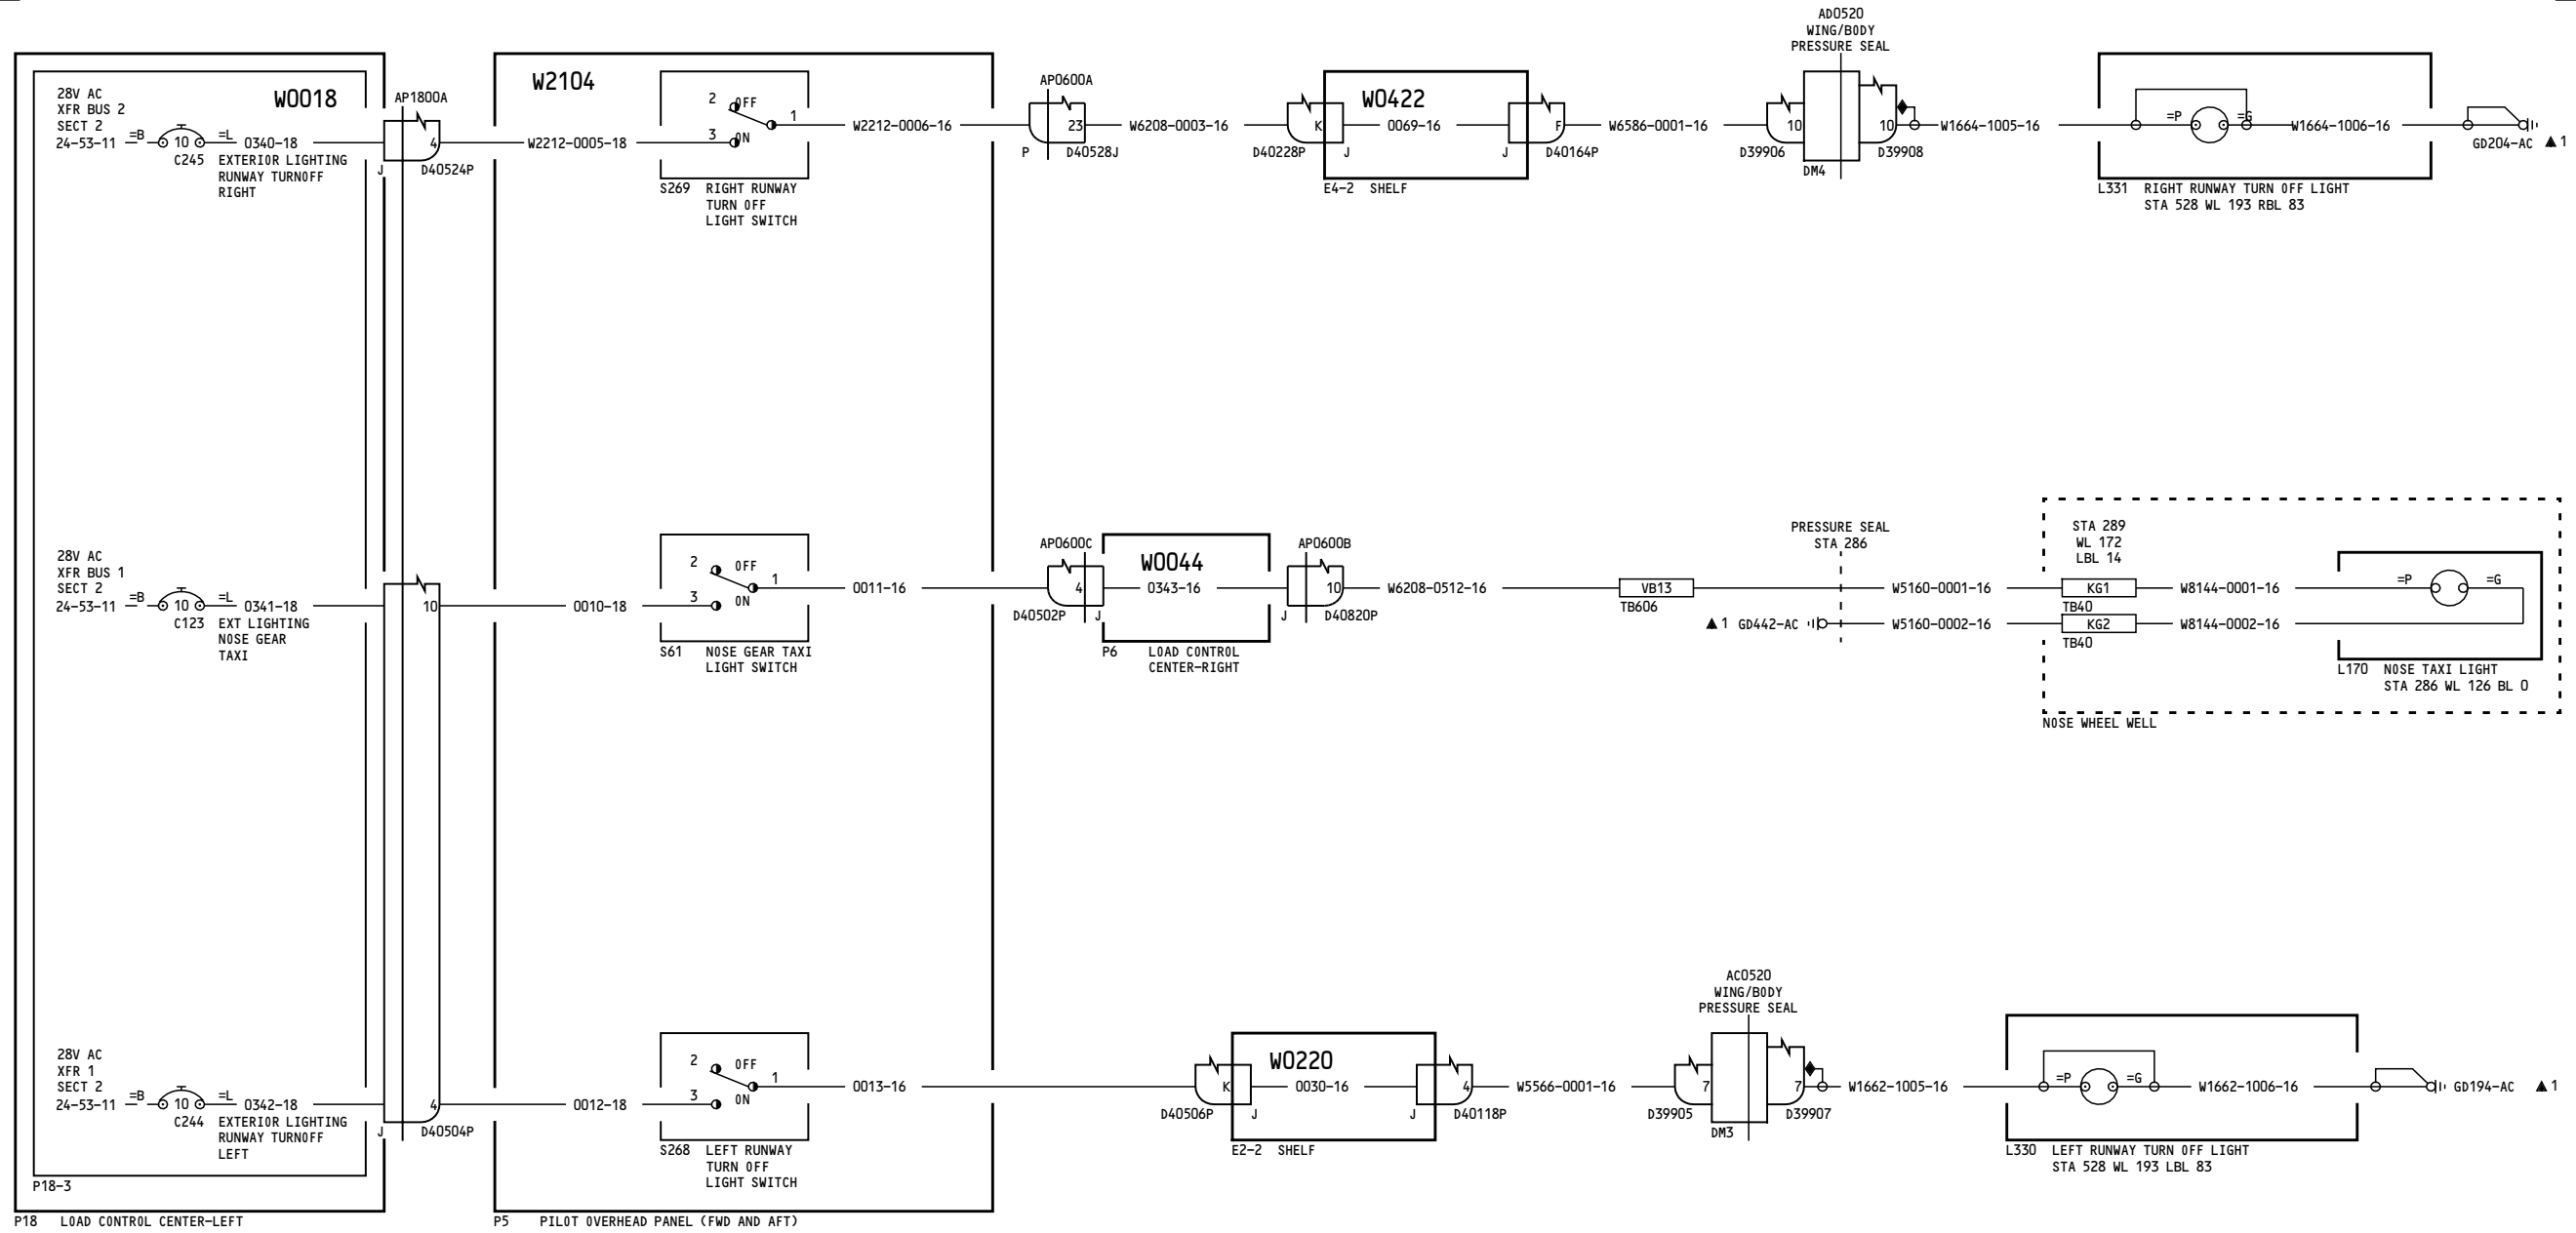 28V AC
XFR BUS 2
SECT 2
24-53-11
=B
10
=L
0340-18
C245
EXTERIOR LIGHTING
RUNWAY TURNOFF
RIGHT
W0018
AP1800A
4
J
D40524P
W2104
W2212-0005-18
2
OFF
1
3
ON
S269
RIGHT RUNWAY
TURN OFF
LIGHT SWITCH
W2212-0006-16
AP0600A
23
P
D40528J
W6208-0003-16
D40228P
K
J
W0422
0069-16
J
F
D40164P
E4-2 SHELF
W6586-0001-16
AD0520
WING/BODY
PRESSURE SEAL
10
D39906
DM4
10
D39908
W1664-1005-16
=P
=G
W1664-1006-16
L331
RIGHT RUNWAY TURN OFF LIGHT
STA 528 WL 193 RBL 83
GD204-AC ▲ 1
28V AC
XFR BUS 1
SECT 2
24-53-11
=B
10
=L
0341-18
C123
EXT LIGHTING
NOSE GEAR
TAXI
10
0010-18
2
OFF
1
3
ON
S61
NOSE GEAR TAXI
LIGHT SWITCH
0011-16
AP0600C
4
D40502P
J
W0044
0343-16
P6
LOAD CONTROL
CENTER-RIGHT
AP0600B
10
J
D40820P
W6208-0512-16
VB13
TB606
▲ 1 GD442-AC
PRESSURE SEAL
STA 286
W5160-0001-16
W5160-0002-16
STA 289
WL 172
LBL 14
KG1
TB40
KG2
TB40
W8144-0001-16
W8144-0002-16
=P
=G
L170
NOSE TAXI LIGHT
STA 286 WL 126 BL 0
NOSE WHEEL WELL
28V AC
XFR 1
SECT 2
24-53-11
=B
10
=L
0342-18
C244
EXTERIOR LIGHTING
RUNWAY TURNOFF
LEFT
4
J
D40504P
0012-18
2
OFF
1
3
ON
S268
LEFT RUNWAY
TURN OFF
LIGHT SWITCH
0013-16
D40506P
K
J
W0220
0030-16
J
4
D40118P
E2-2 SHELF
W5566-0001-16
AC0520
WING/BODY
PRESSURE SEAL
7
D39905
DM3
7
D39907
W1662-1005-16
=P
=G
W1662-1006-16
L330
LEFT RUNWAY TURN OFF LIGHT
STA 528 WL 193 LBL 83
GD194-AC ▲ 1
P18-3
P18 LOAD CONTROL CENTER-LEFT
P5 PILOT OVERHEAD PANEL (FWD AND AFT)